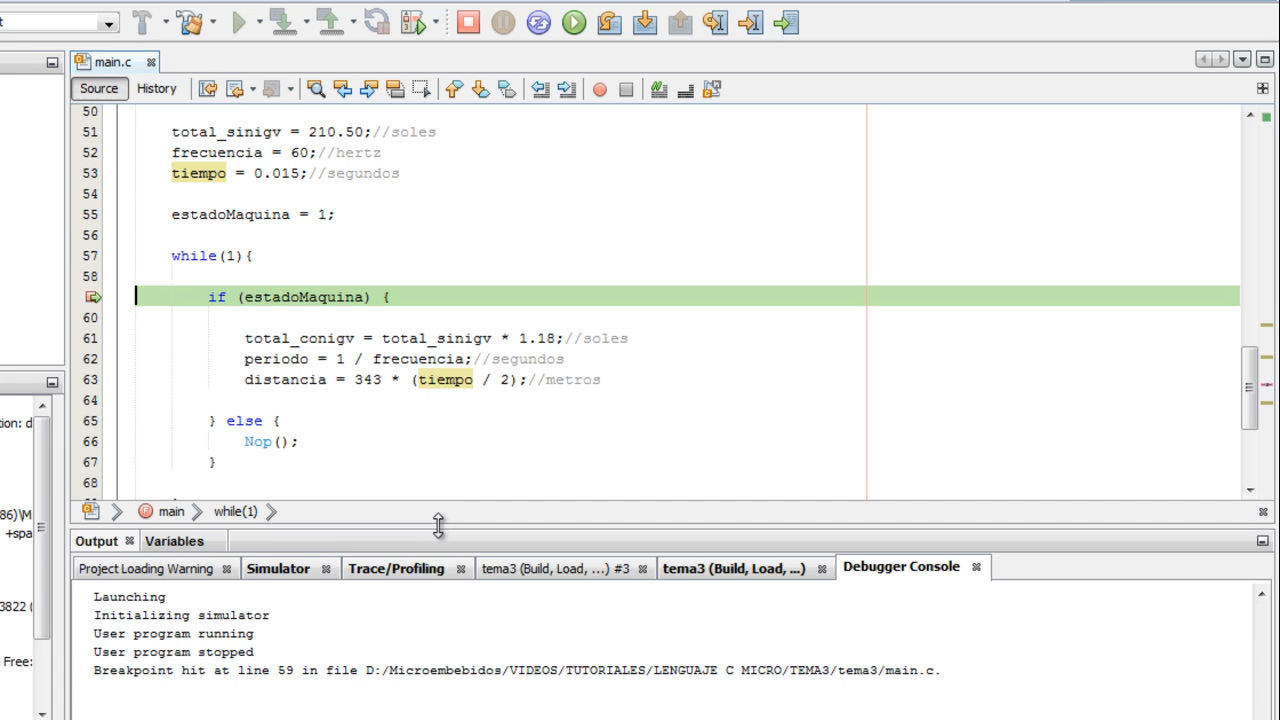 t
main.c
Source History
50
51 total_sinigv = 210.50;//soles
52 frecuencia = 60;//hertz
53 tiempo = 0.015;//segundos
54
55 estadoMaquina = 1;
56
57 while(1){
58
if (estadoMaquina) {
60
61 total_conigv = total_sinigv * 1.18;//soles
62 periodo = 1 / frecuencia;//segundos
63 distancia = 343 * (tiempo / 2);//metros
64
65 } else {
66 Nop();
67 }
68
main while(1)
Output Variables
Project Loading Warning Simulator Trace/Profiling tema3 (Build, Load, ...) #3 tema3 (Build, Load, ...) Debugger Console
Launching
Initializing simulator
User program running
User program stopped
Breakpoint hit at line 59 in file D:/Microembebidos/VIDEOS/TUTORIALES/LENGUAJE C MICRO/TEMA3/tema3/main.c.
tion: d
86)\M
+spa
3822 (
Free: